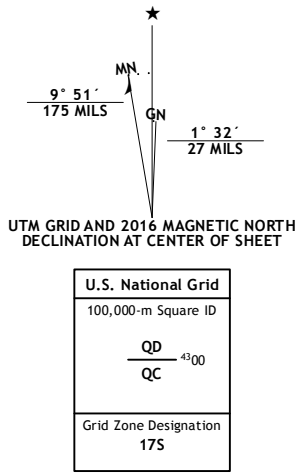 ★
MN
9° 51´
175 MILS
GN
1° 32´
27 MILS
UTM GRID AND 2016 MAGNETIC NORTH
DECLINATION AT CENTER OF SHEET
U.S. National Grid
100,000-m Square ID
QD
4300
QC
Grid Zone Designation
17S